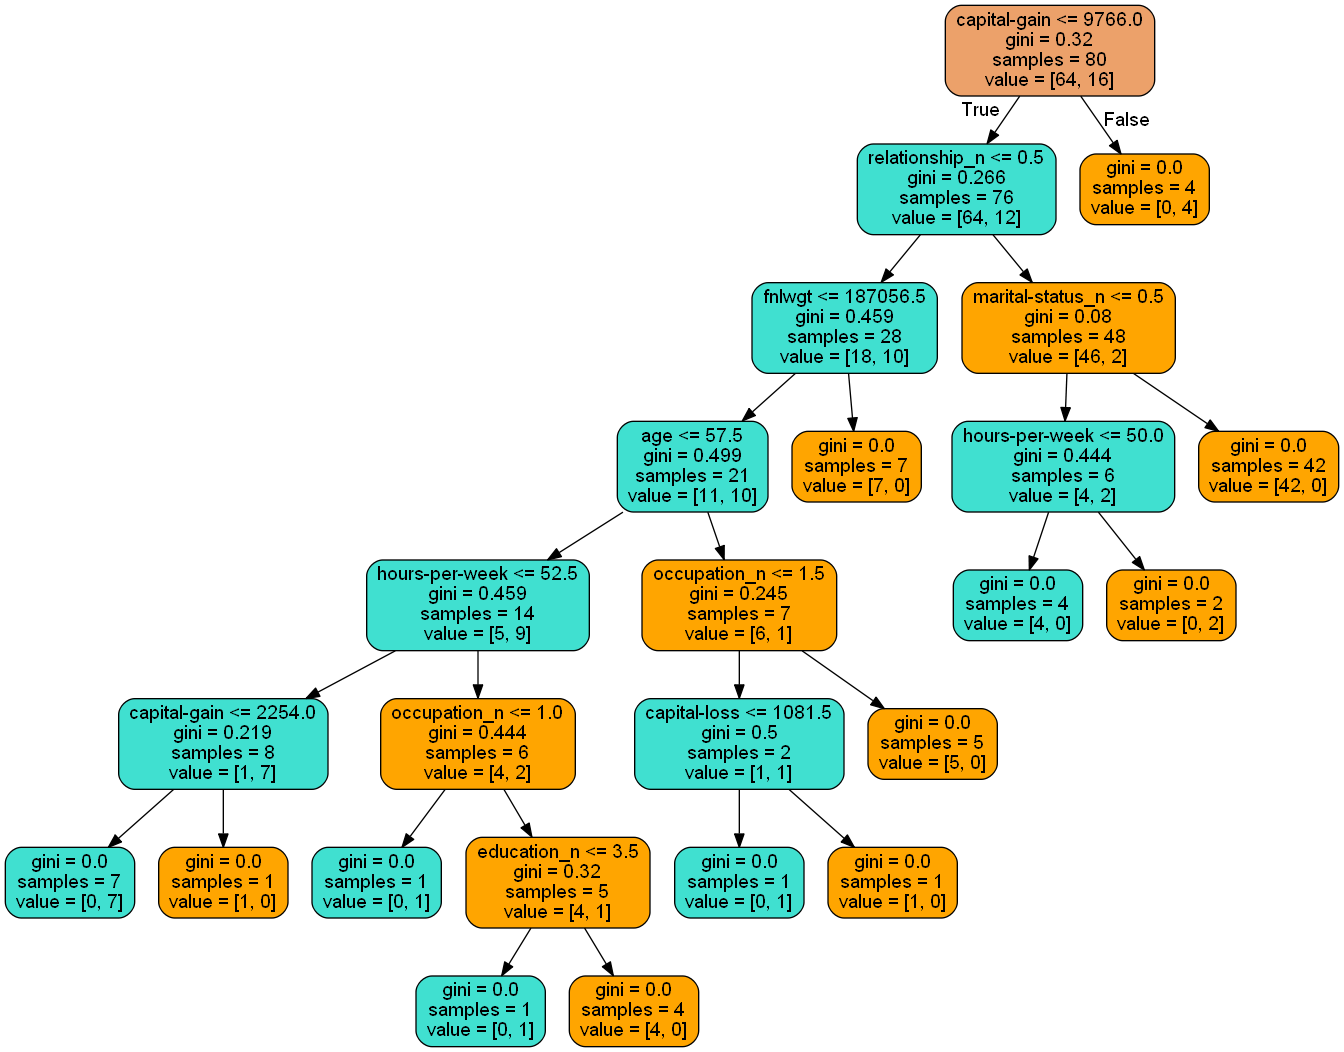 capital-gain <= 9766.0
gini = 0.32
samples = 80
value = [64, 16]
True
False
relationship_n <= 0.5
gini = 0.266
samples = 76
value = [64, 12]
gini = 0.0
samples = 4
value = [0, 4]
fnlwgt <= 187056.5
gini = 0.459
samples = 28
value = [18, 10]
marital-status_n <= 0.5
gini = 0.08
samples = 48
value = [46, 2]
age <= 57.5
gini = 0.499
samples = 21
value = [11, 10]
gini = 0.0
samples = 7
value = [7, 0]
hours-per-week <= 50.0
gini = 0.444
samples = 6
value = [4, 2]
gini = 0.0
samples = 42
value = [42, 0]
hours-per-week <= 52.5
gini = 0.459
samples = 14
value = [5, 9]
occupation_n <= 1.5
gini = 0.245
samples = 7
value = [6, 1]
gini = 0.0
samples = 4
value = [4, 0]
gini = 0.0
samples = 2
value = [0, 2]
capital-gain <= 2254.0
gini = 0.219
samples = 8
value = [1, 7]
occupation_n <= 1.0
gini = 0.444
samples = 6
value = [4, 2]
capital-loss <= 1081.5
gini = 0.5
samples = 2
value = [1, 1]
gini = 0.0
samples = 5
value = [5, 0]
gini = 0.0
samples = 7
value = [0, 7]
gini = 0.0
samples = 1
value = [1, 0]
gini = 0.0
samples = 1
value = [0, 1]
education_n <= 3.5
gini = 0.32
samples = 5
value = [4, 1]
gini = 0.0
samples = 1
value = [0, 1]
gini = 0.0
samples = 1
value = [1, 0]
gini = 0.0
samples = 1
value = [0, 1]
gini = 0.0
samples = 4
value = [4, 0]